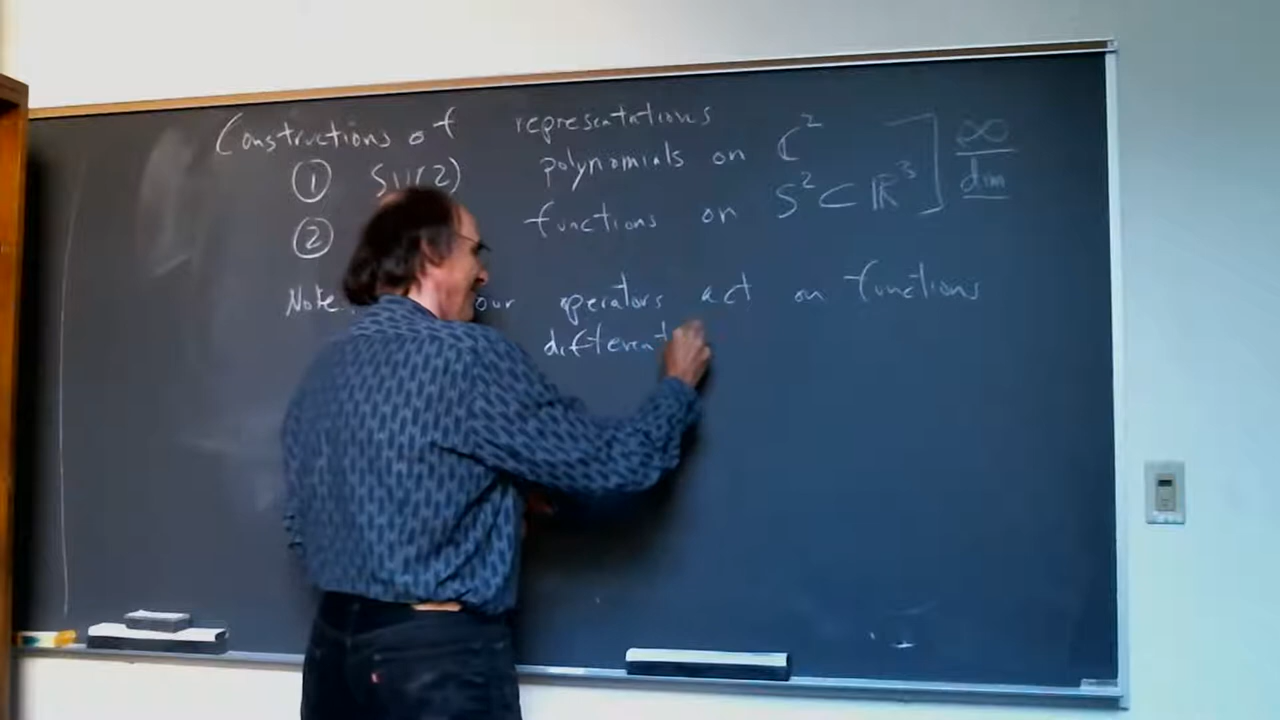 Constructions of representations
① SU(2) polynomials on ℂ²
② functions on S² ⊂ ℝ³ ] ∞ dim
Note: our operators act on functions
differeat